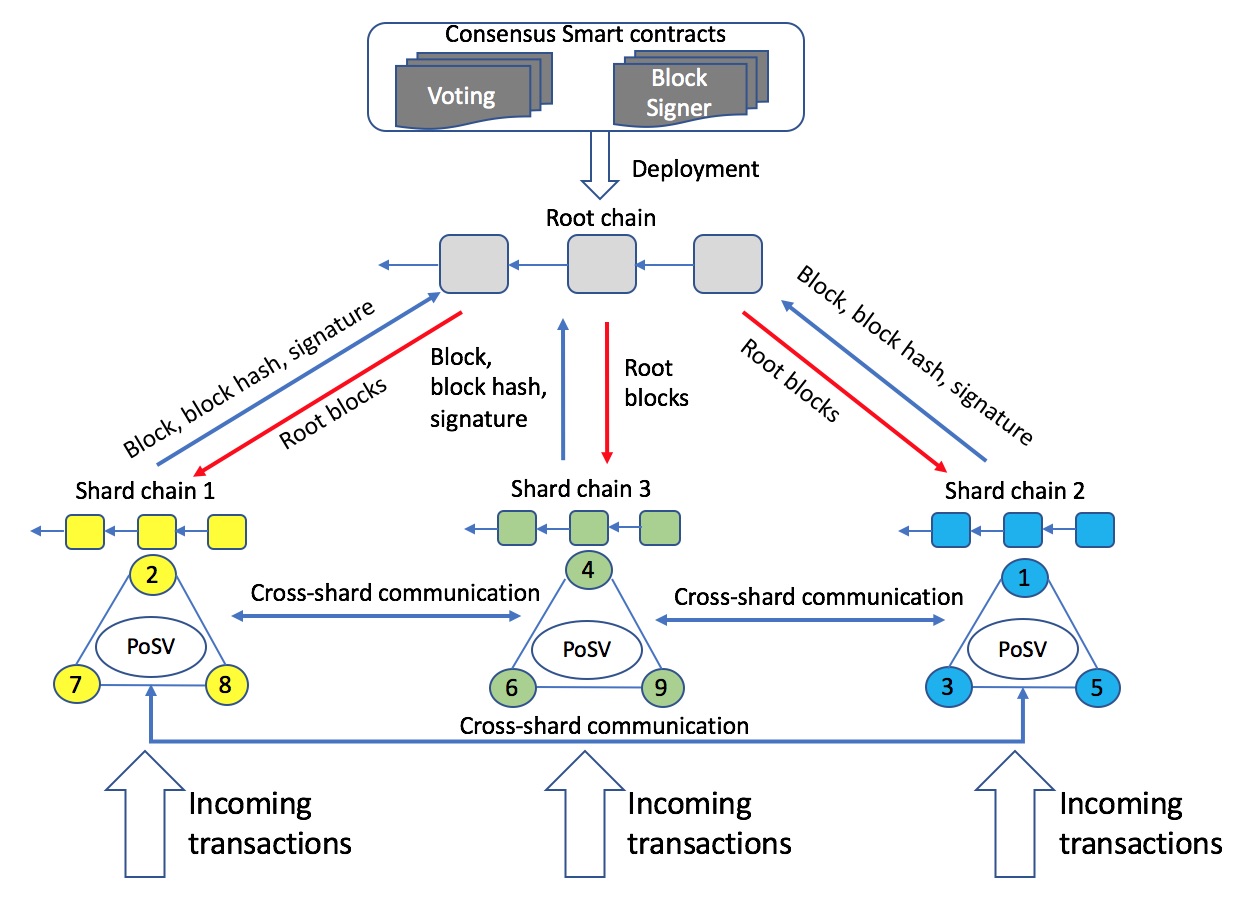 Consensus Smart contracts
Voting
Block
Signer
Deployment
Root chain
Block, block hash, signature
Root blocks
Block,
block hash,
signature
Root
blocks
Root blocks
Block, block hash, signature
Shard chain 1
Shard chain 3
Shard chain 2
2
PoSV
7
8
Cross-shard communication
4
PoSV
6
9
Cross-shard communication
1
PoSV
3
5
Cross-shard communication
Incoming
transactions
Incoming
transactions
Incoming
transactions